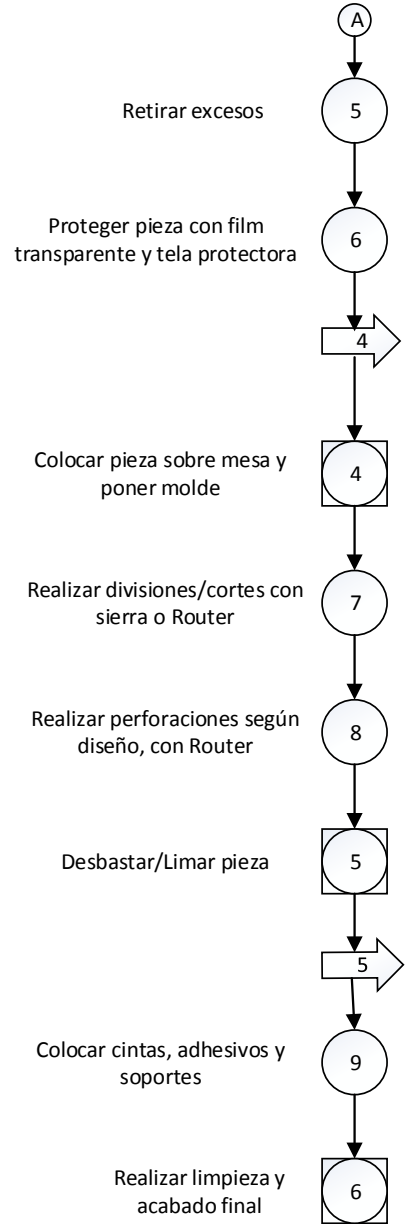 A
Retirar excesos
5
Proteger pieza con film
transparente y tela protectora
6
4
Colocar pieza sobre mesa y
poner molde
4
Realizar divisiones/cortes con
sierra o Router
7
Realizar perforaciones según
diseño, con Router
8
Desbastar/Limar pieza
5
5
Colocar cintas, adhesivos y
soportes
9
Realizar limpieza y
acabado final
6